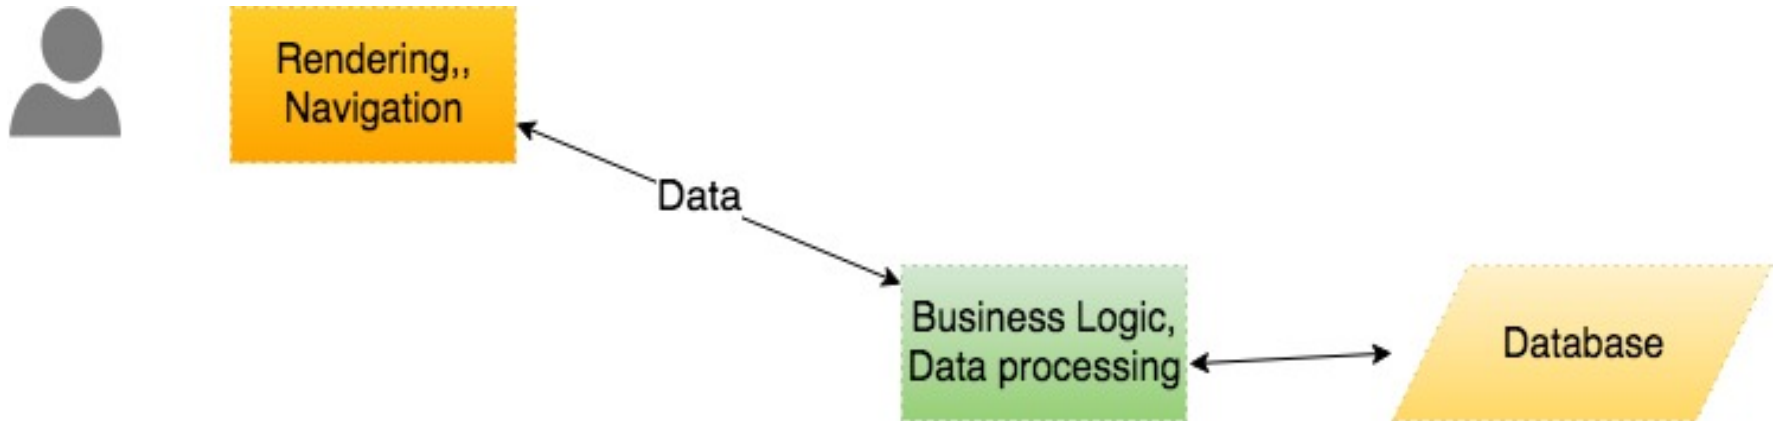 Rendering,,
Navigation
Data
Business Logic,
Data processing
Database